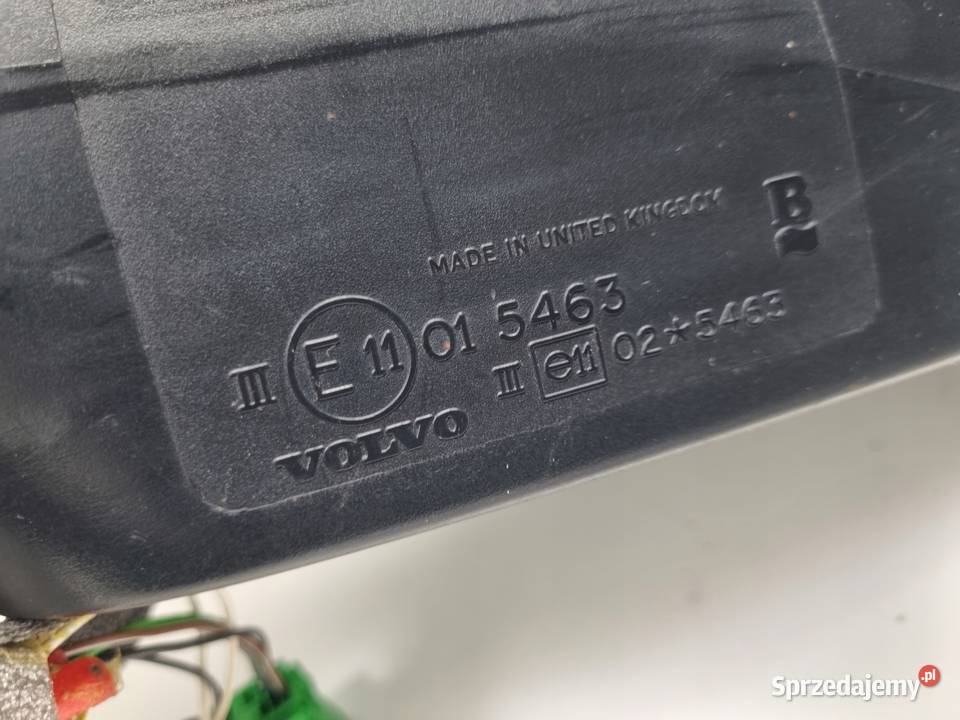 MADE IN UNITED KINGDOM
B
III E 11 01 5463
III e11 02*5463
VOLVO
Sprzedajemy.pl